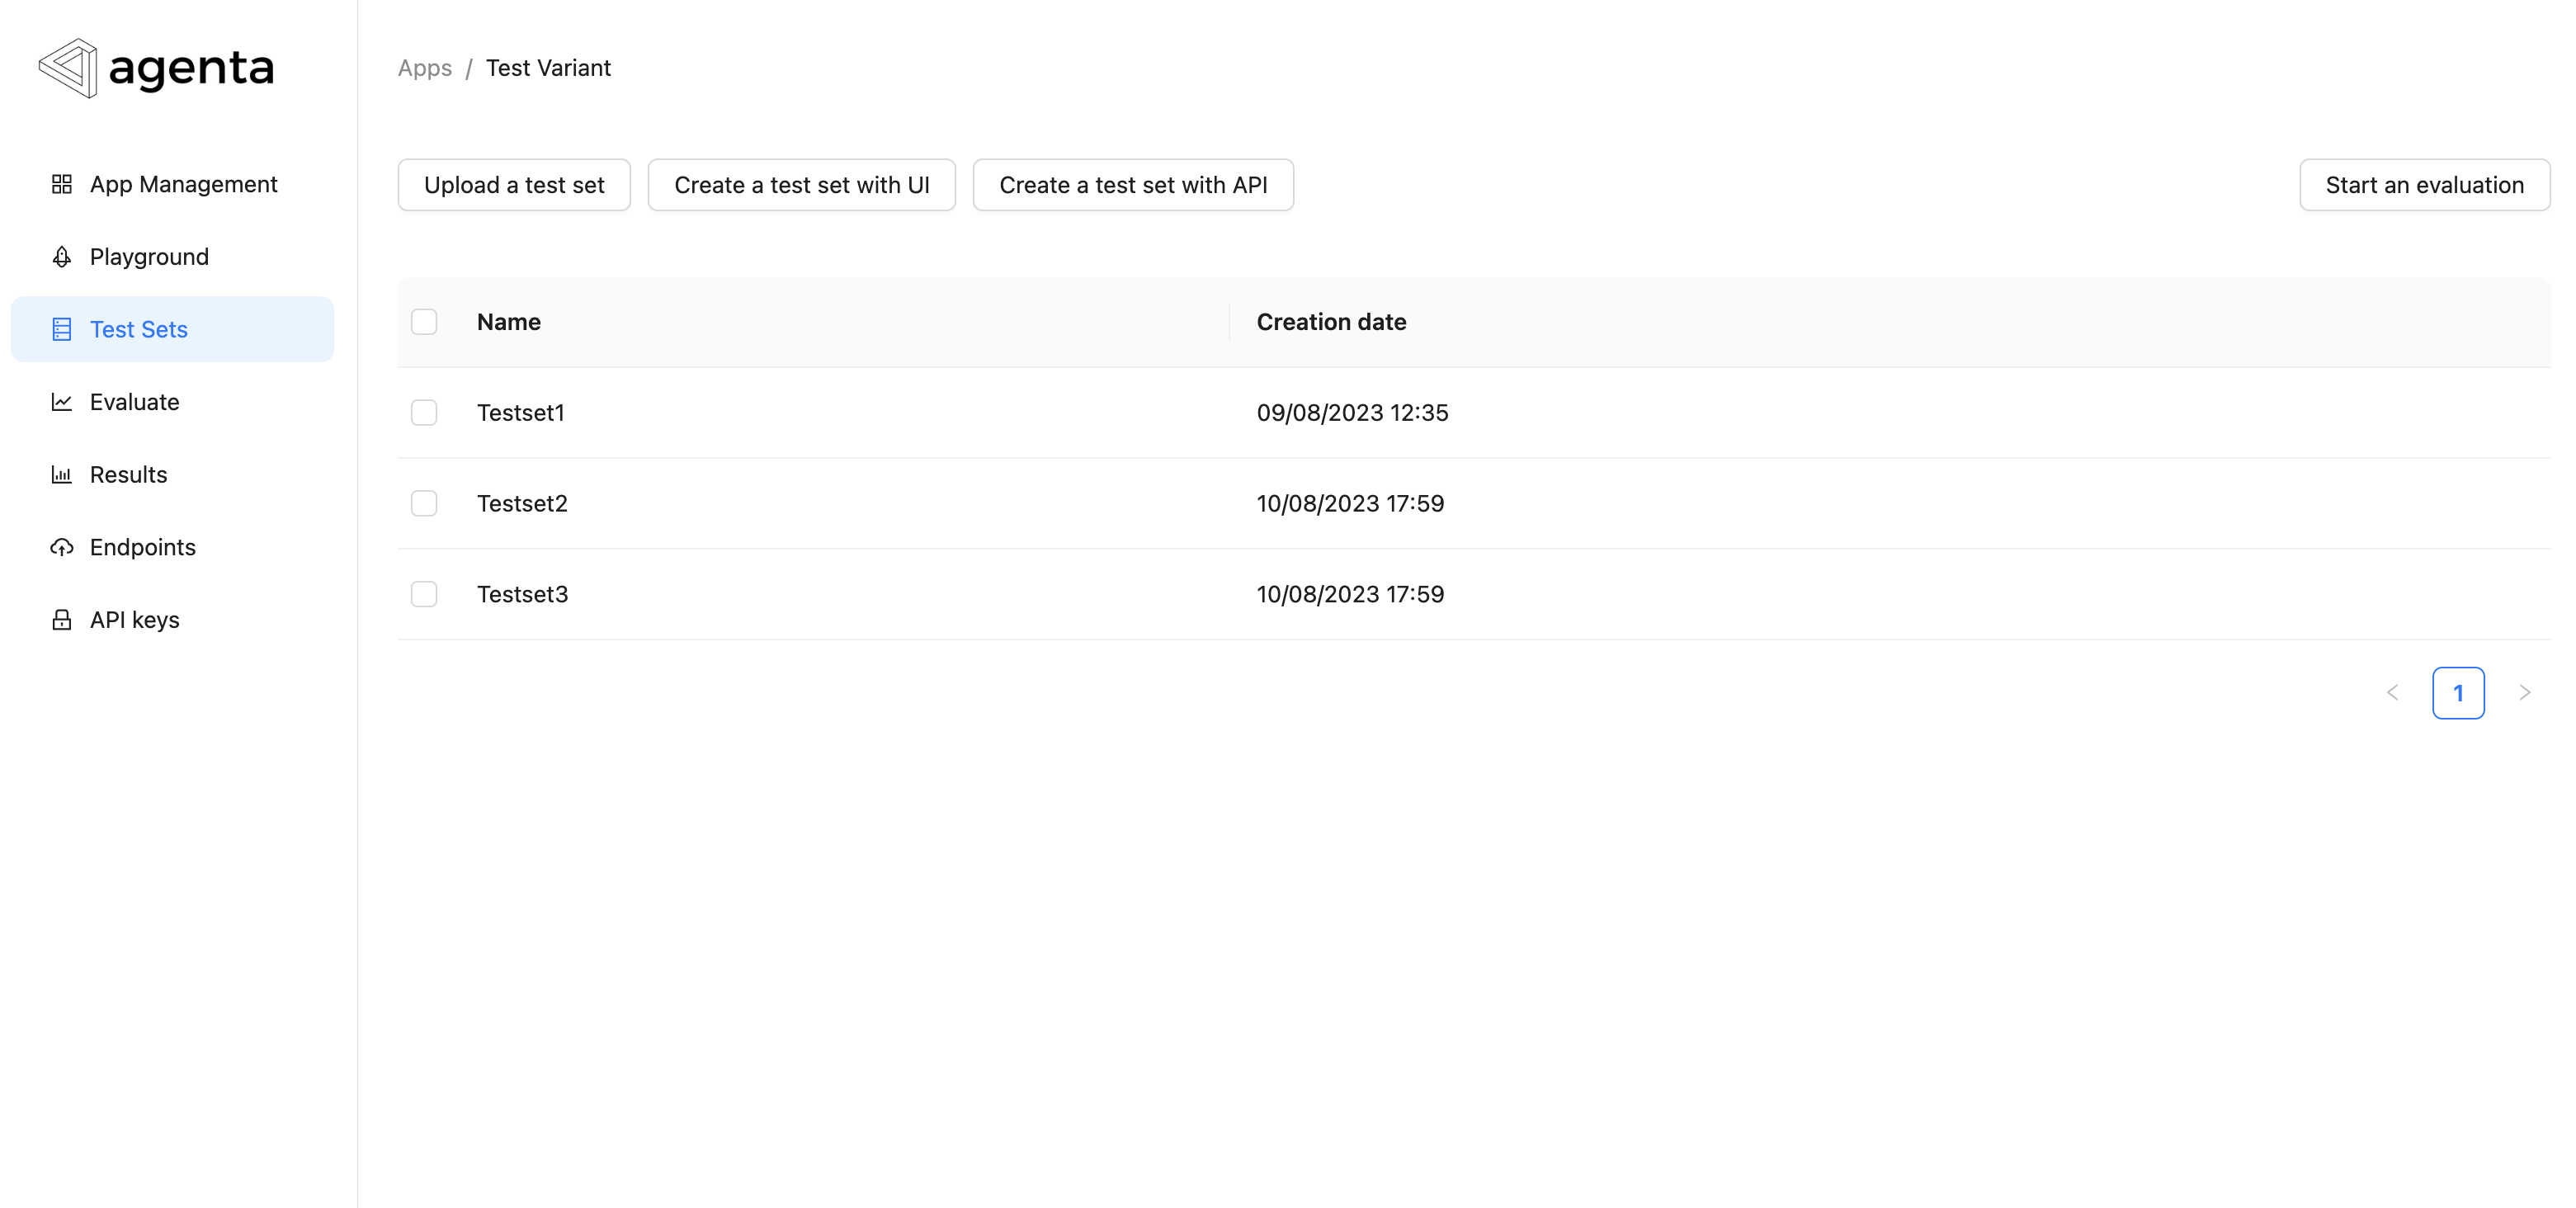 agenta
App Management
Playground
Test Sets
Evaluate
Results
Endpoints
API keys
Apps / Test Variant
Upload a test set Create a test set with UI Create a test set with API Start an evaluation
Name Creation date
Testset1 09/08/2023 12:35
Testset2 10/08/2023 17:59
Testset3 10/08/2023 17:59
< 1 >